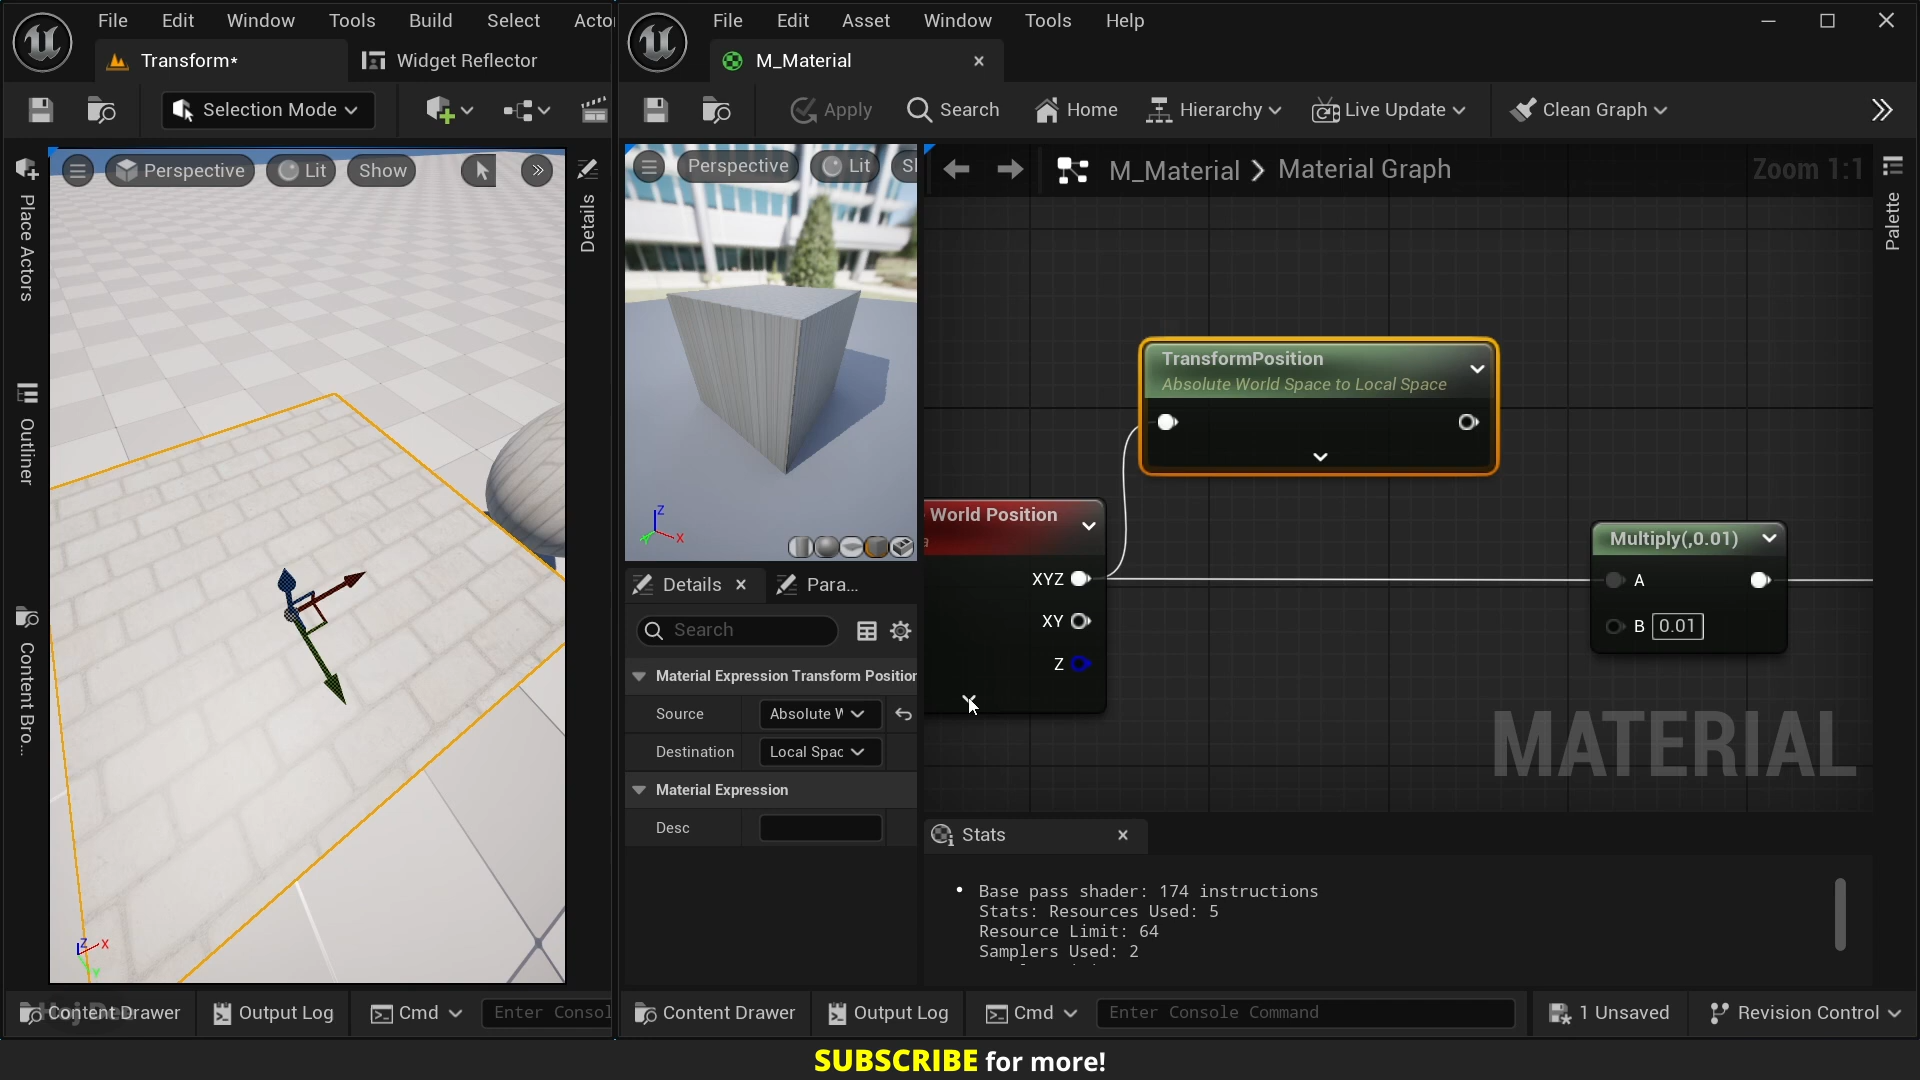 File Edit Window Tools Build Select Acto
Transform* Widget Reflector
Selection Mode
Perspective Lit Show
Place Actors
Outliner
Content Bro...
Details
Z X Y
Content Drawer Output Log Cmd Enter Consol
File Edit Asset Window Tools Help
M_Material
Apply Search Home Hierarchy Live Update Clean Graph
Perspective Lit Sh
Z X Y
Details Para...
Search
Material Expression Transform Position
Source Absolute W
Destination Local Spac
Material Expression
Desc
M_Material > Material Graph Zoom 1:1
Palette
TransformPosition
Absolute World Space to Local Space
World Position
XYZ
XY
Z
Multiply(,0.01)
A
B 0.01
MATERIAL
Stats
• Base pass shader: 174 instructions
Stats: Resources Used: 5
Resource Limit: 64
Samplers Used: 2
Content Drawer Output Log Cmd Enter Console Command 1 Unsaved Revision Control
SUBSCRIBE for more!